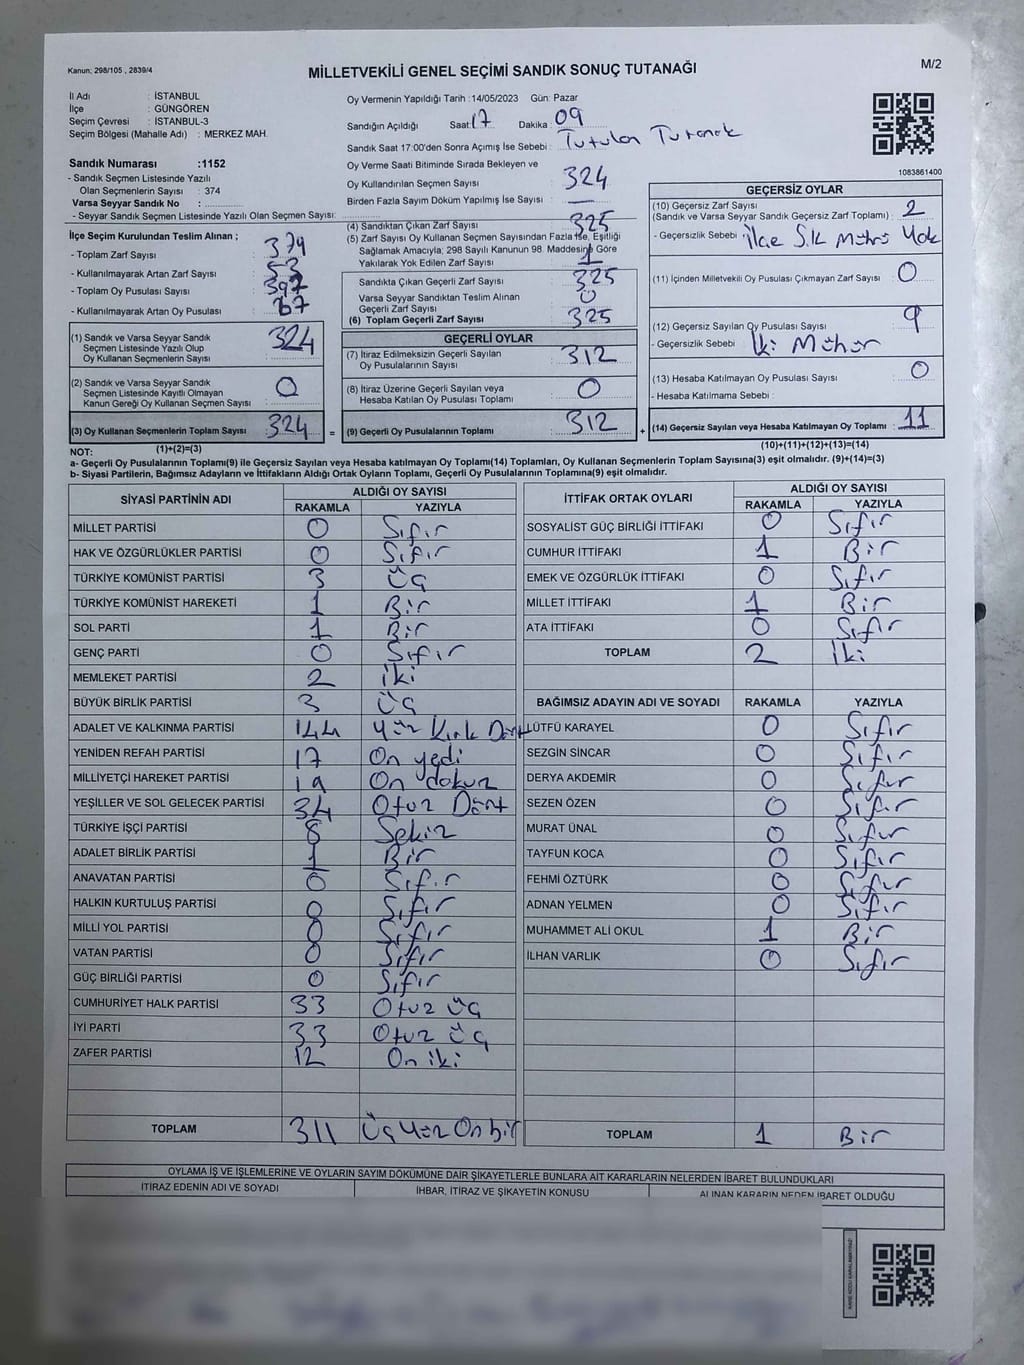 Kanun; 298/105 , 2839/4
MİLLETVEKİLİ GENEL SEÇİMİ SANDIK SONUÇ TUTANAĞI
M/2
İl Adı : İSTANBUL
İlçe : GÜNGÖREN
Seçim Çevresi : İSTANBUL-3
Seçim Bölgesi (Mahalle Adı) : MERKEZ MAH.
Sandık Numarası :1152
- Sandık Seçmen Listesinde Yazılı
Olan Seçmenlerin Sayısı : 374
Varsa Seyyar Sandık No :
- Seyyar Sandık Seçmen Listesinde Yazılı Olan Seçmen Sayısı:
Oy Vermenin Yapıldığı Tarih :14/05/2023 Gün: Pazar
Sandığın Açıldığı Saat: 17 Dakika : 09
Sandık Saat 17:00'den Sonra Açımış İse Sebebi : Tutulan Tutanak
Oy Verme Saati Bitiminde Sırada Bekleyen ve
Oy Kullandırılan Seçmen Sayısı 324
Birden Fazla Sayım Döküm Yapılmış İse Sayısı —
1083861400
İlçe Seçim Kurulundan Teslim Alınan ;
- Toplam Zarf Sayısı : 379
- Kullanılmayarak Artan Zarf Sayısı : 53
- Toplam Oy Pusulası Sayısı : 397
- Kullanılmayarak Artan Oy Pusulası :
(1) Sandık ve Varsa Seyyar Sandık
Seçmen Listesinde Yazılı Olup
Oy Kullanan Seçmenlerin Sayısı : 324
(2) Sandık ve Varsa Seyyar Sandık
Seçmen Listesinde Kayıtlı Olmayan
Kanun Gereği Oy Kullanan Seçmen Sayısı : 0
(3) Oy Kullanan Seçmenlerin Toplam Sayısı : 324
(4) Sandıktan Çıkan Zarf Sayısı : 325
(5) Zarf Sayısı Oy Kullanan Seçmen Sayısından Fazla İse, Eşitliği
Sağlamak Amacıyla; 298 Sayılı Kanunun 98. Maddesine Göre
Yakılarak Yok Edilen Zarf Sayısı : 1
Sandıkta Çıkan Geçerli Zarf Sayısı : 325
Varsa Seyyar Sandıktan Teslim Alınan
Geçerli Zarf Sayısı : 0
(6) Toplam Geçerli Zarf Sayısı : 325
GEÇERLİ OYLAR
(7) İtiraz Edilmeksizin Geçerli Sayılan
Oy Pusulalarının Sayısı : 312
(8) İtiraz Üzerine Geçerli Sayılan veya
Hesaba Katılan Oy Pusulası Toplamı : 0
= (9) Geçerli Oy Pusulalarının Toplamı : 312
GEÇERSİZ OYLAR
(10) Geçersiz Zarf Sayısı
(Sandık ve Varsa Seyyar Sandık Geçersiz Zarf Toplamı) : 2
- Geçersizlik Sebebi : İlçe S.K Mührü Yok
(11) İçinden Milletvekili Oy Pusulası Çıkmayan Zarf Sayısı : 0
(12) Geçersiz Sayılan Oy Pusulası Sayısı : 9
- Geçersizlik Sebebi : İki Mühür
(13) Hesaba Katılmayan Oy Pusulası Sayısı : 0
- Hesaba Katılmama Sebebi :
+ (14) Geçersiz Sayılan veya Hesaba Katılmayan Oy Toplamı : 11
(1)+(2)=(3)
(10)+(11)+(12)+(13)=(14)
NOT:
a- Geçerli Oy Pusulalarının Toplamı(9) ile Geçersiz Sayılan veya Hesaba katılmayan Oy Toplamı(14) Toplamları, Oy Kullanan Seçmenlerin Toplam Sayısına(3) eşit olmalıdır. (9)+(14)=(3)
b- Siyasi Partilerin, Bağımsız Adayların ve İttifakların Aldığı Ortak Oyların Toplamı, Geçerli Oy Pusulalarının Toplamına(9) eşit olmalıdır.
SİYASİ PARTİNİN ADI ALDIĞI OY SAYISI
RAKAMLA YAZIYLA
MİLLET PARTİSİ 0 Sıfır
HAK VE ÖZGÜRLÜKLER PARTİSİ 0 Sıfır
TÜRKİYE KOMÜNİST PARTİSİ 3 Üç
TÜRKİYE KOMÜNİST HAREKETİ 1 Bir
SOL PARTİ 1 Bir
GENÇ PARTİ 0 Sıfır
MEMLEKET PARTİSİ 2 İki
BÜYÜK BİRLİK PARTİSİ 3 Üç
ADALET VE KALKINMA PARTİSİ 144 Yüz Kırk Dört
YENİDEN REFAH PARTİSİ 17 On yedi
MİLLİYETÇİ HAREKET PARTİSİ 19 On dokuz
YEŞİLLER VE SOL GELECEK PARTİSİ 34 Otuz Dört
TÜRKİYE İŞÇİ PARTİSİ 8 Sekiz
ADALET BİRLİK PARTİSİ 1 Bir
ANAVATAN PARTİSİ 0 Sıfır
HALKIN KURTULUŞ PARTİSİ 0 Sıfır
MİLLİ YOL PARTİSİ 0 Sıfır
VATAN PARTİSİ 0 Sıfır
GÜÇ BİRLİĞİ PARTİSİ 0 Sıfır
CUMHURİYET HALK PARTİSİ 33 Otuz Üç
İYİ PARTİ 33 Otuz Üç
ZAFER PARTİSİ 12 On iki
TOPLAM 311 Üç Yüz On bir
İTTİFAK ORTAK OYLARI ALDIĞI OY SAYISI
RAKAMLA YAZIYLA
SOSYALİST GÜÇ BİRLİĞİ İTTİFAKI 0 Sıfır
CUMHUR İTTİFAKI 1 Bir
EMEK VE ÖZGÜRLÜK İTTİFAKI 0 Sıfır
MİLLET İTTİFAKI 1 Bir
ATA İTTİFAKI 0 Sıfır
TOPLAM 2 İki
BAĞIMSIZ ADAYIN ADI VE SOYADI RAKAMLA YAZIYLA
LÜTFÜ KARAYEL 0 Sıfır
SEZGİN SİNCAR 0 Sıfır
DERYA AKDEMİR 0 Sıfır
SEZEN ÖZEN 0 Sıfır
MURAT ÜNAL 0 Sıfır
TAYFUN KOCA 0 Sıfır
FEHMİ ÖZTÜRK 0 Sıfır
ADNAN YELMEN 0 Sıfır
MUHAMMET ALİ OKUL 1 Bir
İLHAN VARLIK 0 Sıfır
TOPLAM 1 Bir
OYLAMA İŞ VE İŞLEMLERİNE VE OYLARIN SAYIM DÖKÜMÜNE DAİR ŞİKAYETLERLE BUNLARA AİT KARARLARIN NELERDEN İBARET BULUNDUKLARI
İTİRAZ EDENİN ADI VE SOYADI İHBAR, İTİRAZ VE ŞİKAYETİN KONUSU ALINAN KARARIN NEDEN İBARET OLDUĞU
KARE KODU KARALAMAYINIZ!